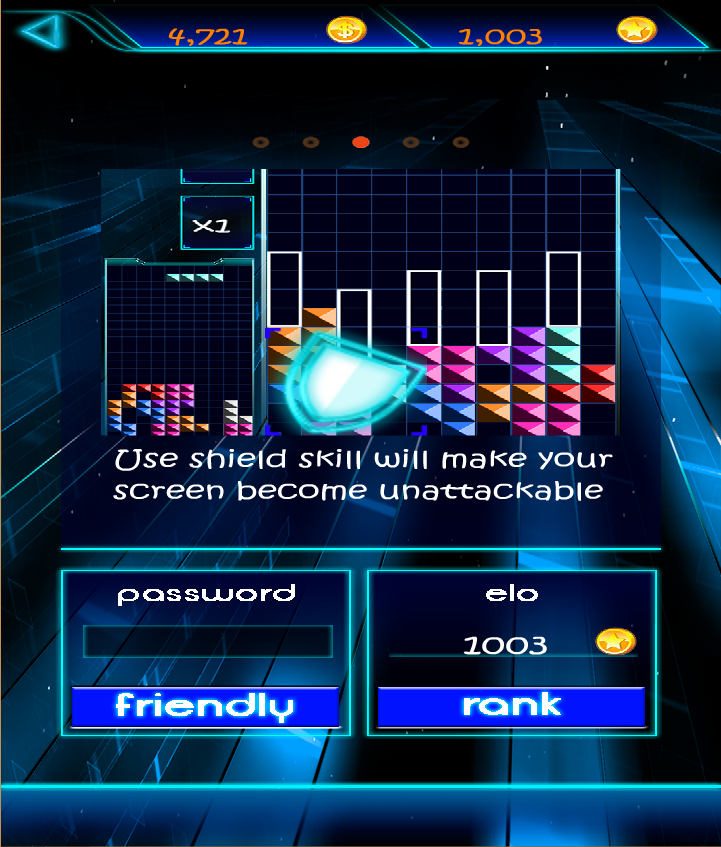 4,721
1,003
X1
Use shield skill will make your
screen become unattackable
password
elo
1003
friendly
rank